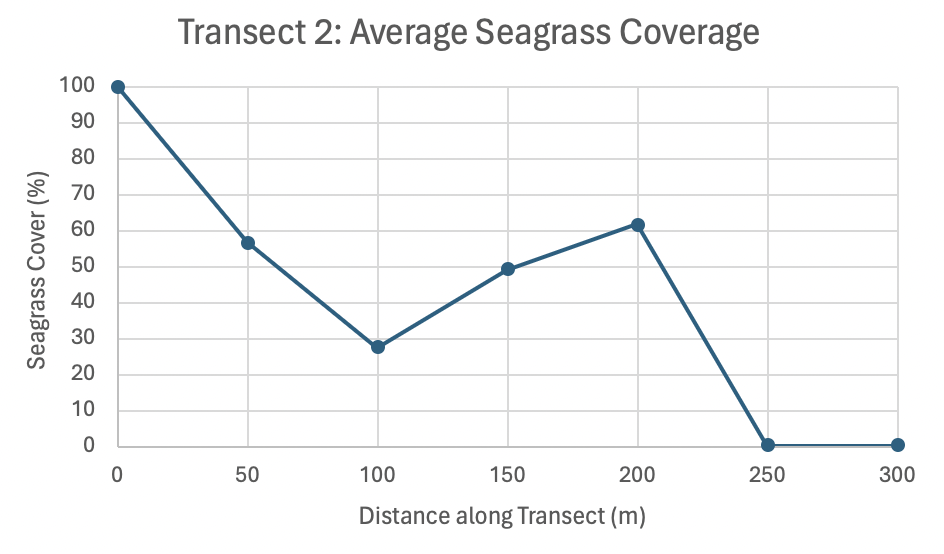 Transect 2: Average Seagrass Coverage
100
90
80
70
60
50
40
30
20
10
0
Seagrass Cover (%)
0 50 100 150 200 250 300
Distance along Transect (m)